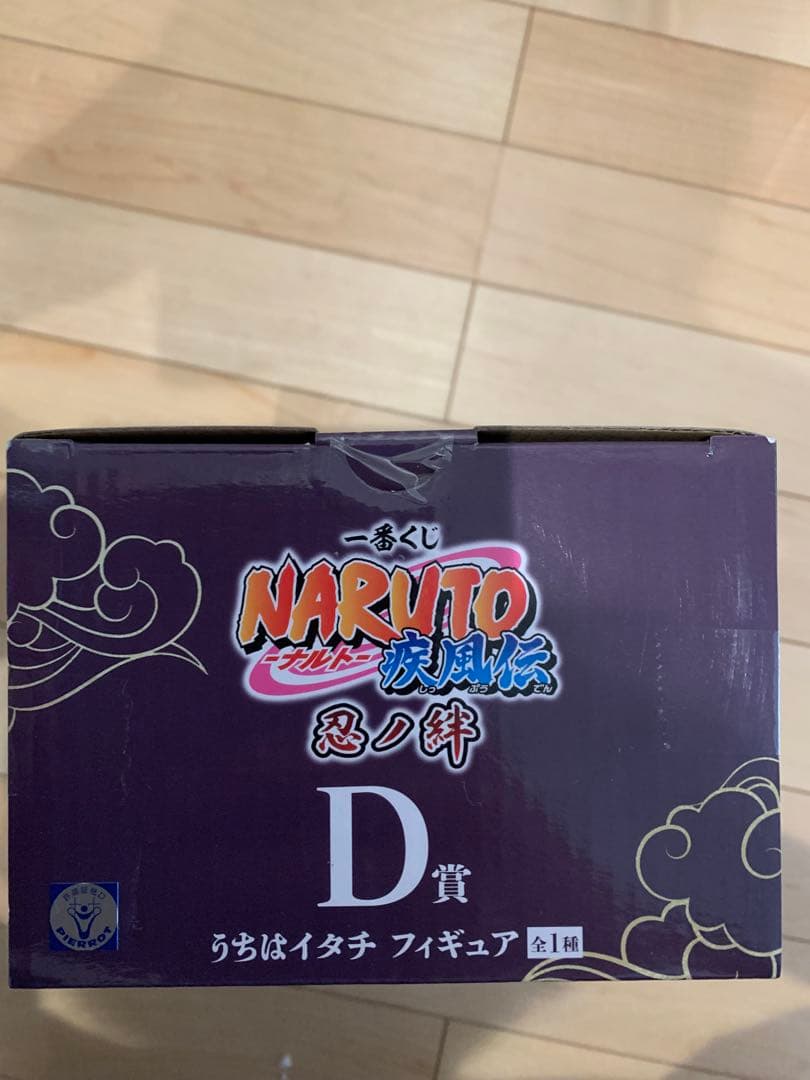 一番くじ
NARUTO
-ナルト-
疾風伝
しっ ぷう でん
忍ノ絆
D賞
うちはイタチ フィギュア 全1種
PIERROT